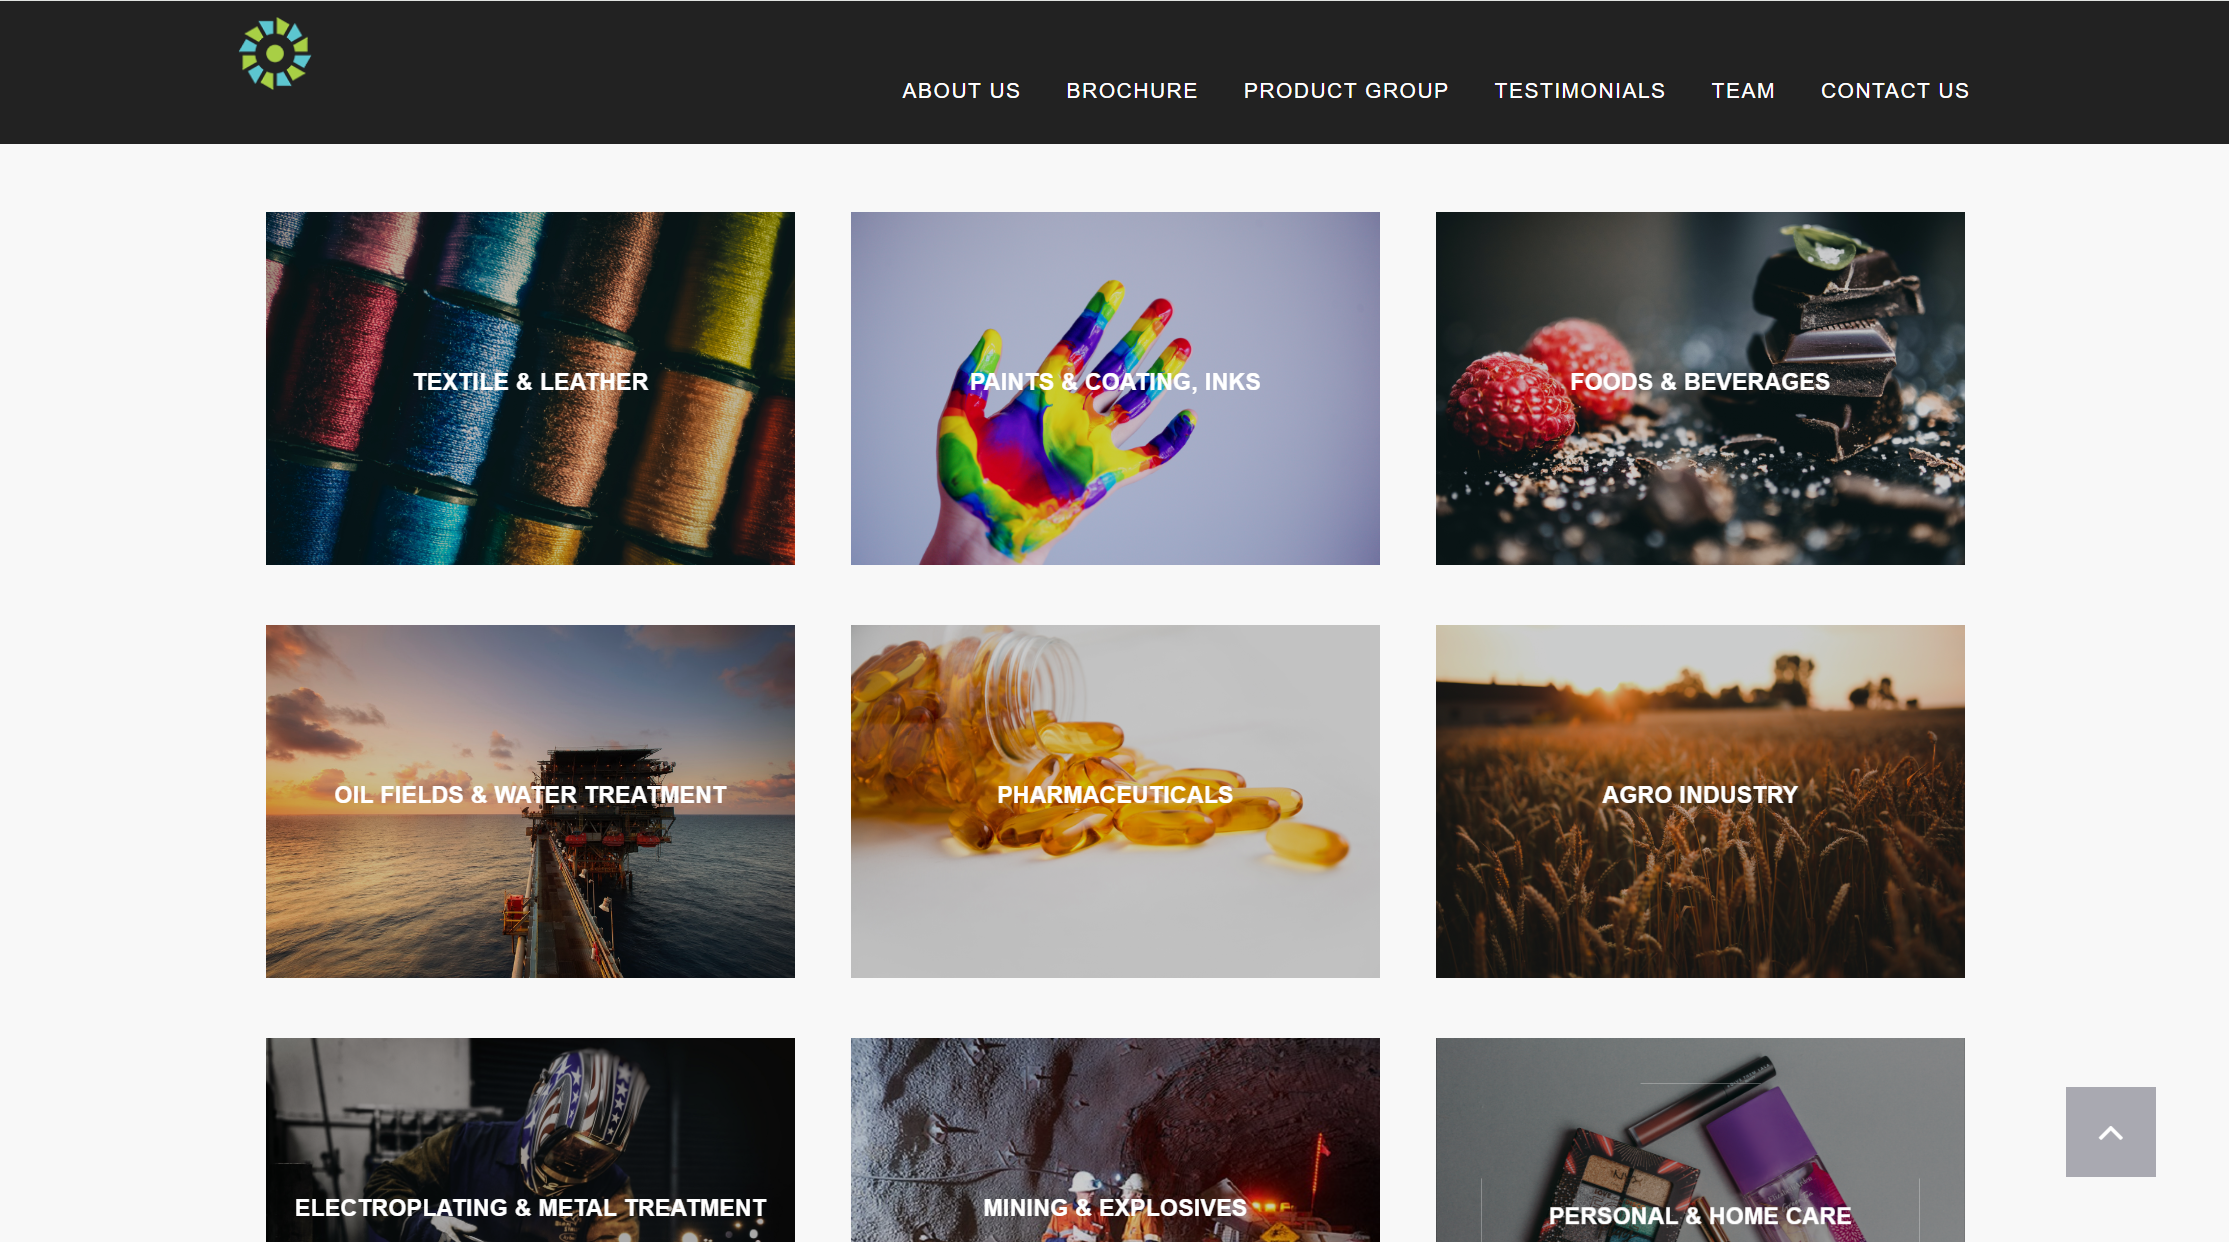 ABOUT US
BROCHURE
PRODUCT GROUP
TESTIMONIALS
TEAM
CONTACT US
TEXTILE & LEATHER
PAINTS & COATING, INKS
FOODS & BEVERAGES
OIL FIELDS & WATER TREATMENT
PHARMACEUTICALS
AGRO INDUSTRY
ELECTROPLATING & METAL TREATMENT
MINING & EXPLOSIVES
PERSONAL & HOME CARE